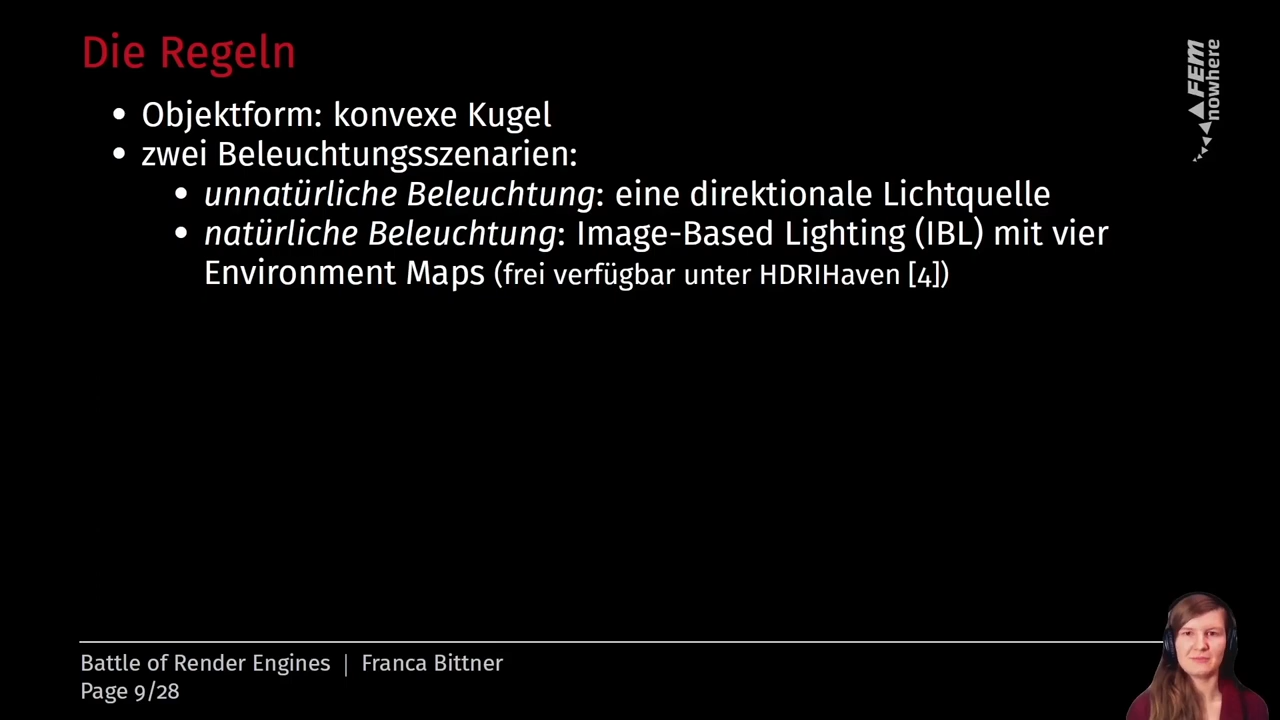 Die Regeln
• Objektform: konvexe Kugel
• zwei Beleuchtungsszenarien:
• unnatürliche Beleuchtung: eine direktionale Lichtquelle
• natürliche Beleuchtung: Image-Based Lighting (IBL) mit vier
Environment Maps (frei verfügbar unter HDRIHaven [4])
FEM
nowhere
Battle of Render Engines | Franca Bittner
Page 9/28